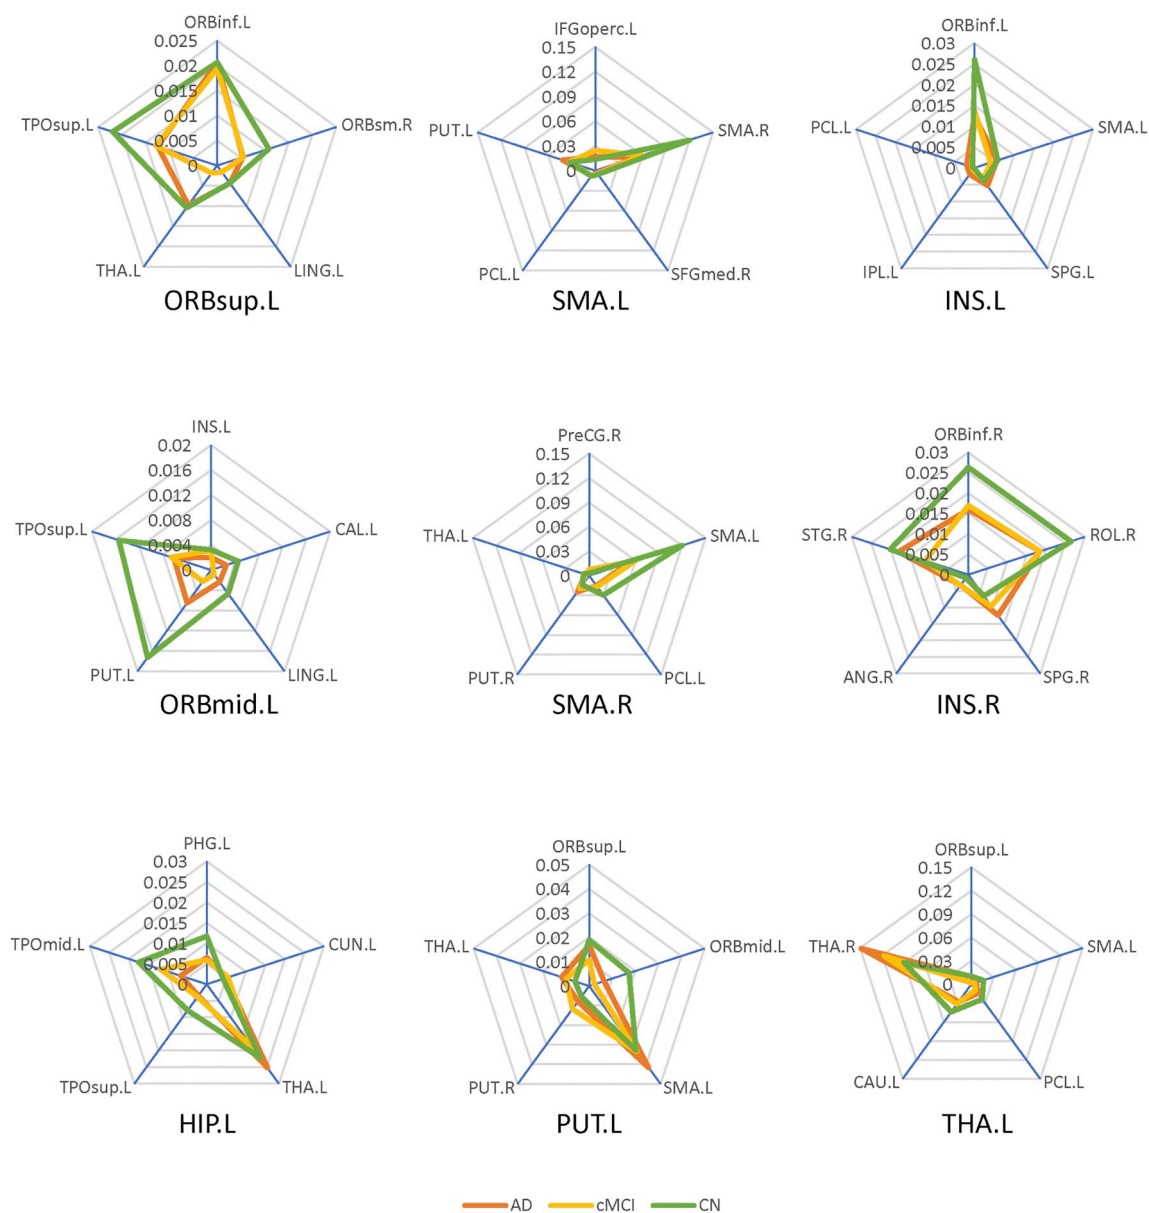 ORBinf.L
0.025
0.02
0.015
0.01
0.005
0
TPOsup.L
ORBsm.R
THA.L
LING.L
ORBsup.L
IFGoperc.L
0.15
0.12
0.09
0.06
0.03
0
PUT.L
SMA.R
PCL.L
SFGmed.R
SMA.L
ORBinf.L
0.03
0.025
0.02
0.015
0.01
0.005
0
PCL.L
SMA.L
IPL.L
SPG.L
INS.L
INS.L
0.02
0.016
0.012
0.008
0.004
0
TPOsup.L
CAL.L
PUT.L
LING.L
ORBmid.L
PreCG.R
0.15
0.12
0.09
0.06
0.03
0
THA.L
SMA.L
PUT.R
PCL.L
SMA.R
ORBinf.R
0.03
0.025
0.02
0.015
0.01
0.005
0
STG.R
ROL.R
ANG.R
SPG.R
INS.R
PHG.L
0.03
0.025
0.02
0.015
0.01
0.005
0
TPOmid.L
CUN.L
TPOsup.L
THA.L
HIP.L
ORBsup.L
0.05
0.04
0.03
0.02
0.01
0
THA.L
ORBmid.L
PUT.R
SMA.L
PUT.L
ORBsup.L
0.15
0.12
0.09
0.06
0.03
0
THA.R
SMA.L
CAU.L
PCL.L
THA.L
AD cMCI CN